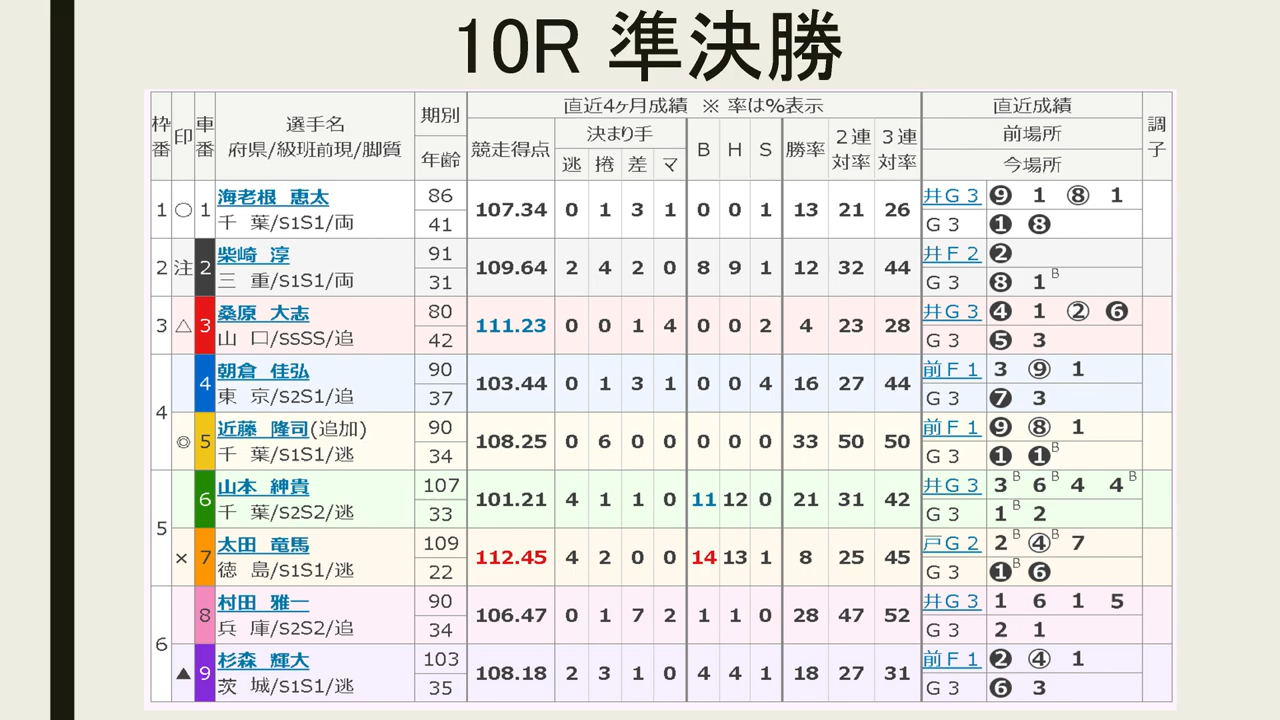 10R 準決勝
枠番 印 車番 選手名 府県/級班前現/脚質 期別 年齢 直近4ヶ月成績 ※ 率は%表示 直近成績 調子
競走得点 決まり手 B H S 勝率 2連対率 3連対率 前場所
逃 捲 差 マ 今場所
1 ○ 1 海老根 惠太 86 107.34 0 1 3 1 0 0 1 13 21 26 井G3 ❾ 1 ⑧ 1
千 葉/S1S1/両 41 G3 ❶ ❽
2 注 2 柴崎 淳 91 109.64 2 4 2 0 8 9 1 12 32 44 井F2 ❷
三 重/S1S1/両 31 G3 ❽ 1B
3 △ 3 桑原 大志 80 111.23 0 0 1 4 0 0 2 4 23 28 井G3 ❹ 1 ② ❻
山 口/SSSS/追 42 G3 ❺ 3
4 4 朝倉 佳弘 90 103.44 0 1 3 1 0 0 4 16 27 44 前F1 3 ⑨ 1
東 京/S2S1/追 37 G3 ❼ 3
◎ 5 近藤 隆司(追加) 90 108.25 0 6 0 0 0 0 0 33 50 50 前F1 ❾ ⑧ 1
千 葉/S1S1/逃 34 G3 ❶ ❶B
5 6 山本 紳貴 107 101.21 4 1 1 0 11 12 0 21 31 42 井G3 3B 6B 4 4B
千 葉/S2S2/逃 33 G3 1B 2
× 7 太田 竜馬 109 112.45 4 2 0 0 14 13 1 8 25 45 戸G2 2B ④B 7
徳 島/S1S1/逃 22 G3 ❶B ❻
6 8 村田 雅一 90 106.47 0 1 7 2 1 1 0 28 47 52 井G3 1 6 1 5
兵 庫/S2S2/追 34 G3 2 1
▲ 9 杉森 輝大 103 108.18 2 3 1 0 4 4 1 18 27 31 前F1 ❷ ④ 1
茨 城/S1S1/逃 35 G3 ❻ 3